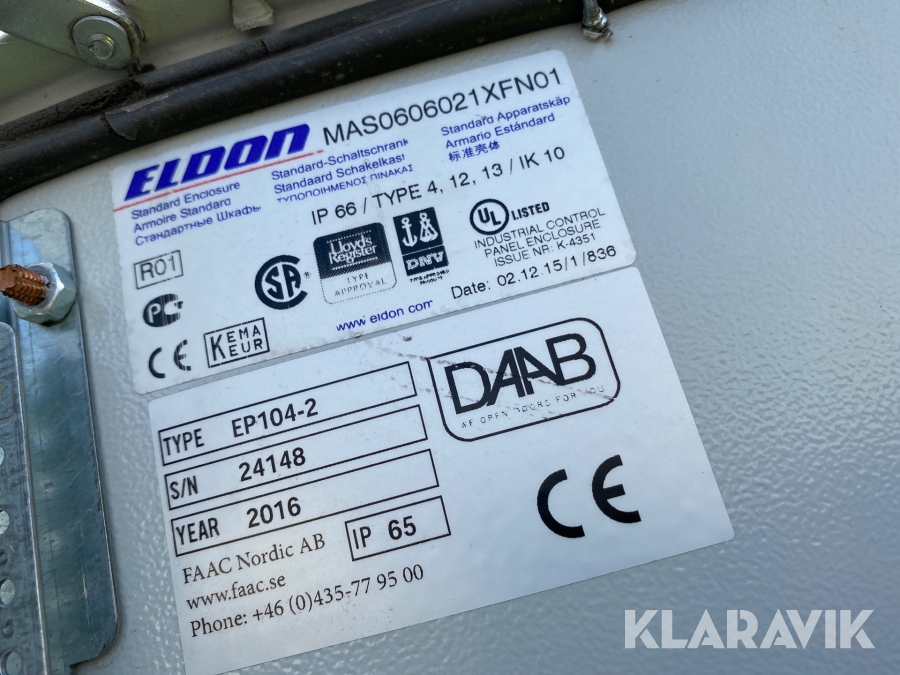 ELDON MAS0606021XFN01
Standard Enclosure
Armoire Standard
Стандартные Шкафы
Standard-Schaltschrank
Standaard Schakelkast
ΤΥΠΟΠΟΙΗΜΕΝΟΣ ΠΙΝΑΚΑΣ
Standard Apparatskåp
Armario Estándard
标准壳体
IP 66 / TYPE 4, 12, 13 / IK 10
R01
CSA
Lloyd's
Register
TYPE
APPROVAL
DNV
UL LISTED
INDUSTRIAL CONTROL
PANEL ENCLOSURE
ISSUE NR: K-4351
PG
CE
KEMA
KEUR
www.eldon.com
Date: 02.12.15/1/836
DAAB
WE OPEN DOORS FOR YOU
TYPE EP104-2
S/N 24148
YEAR 2016
IP 65
CE
FAAC Nordic AB
www.faac.se
Phone: +46 (0)435-77 95 00
KLARAVIK